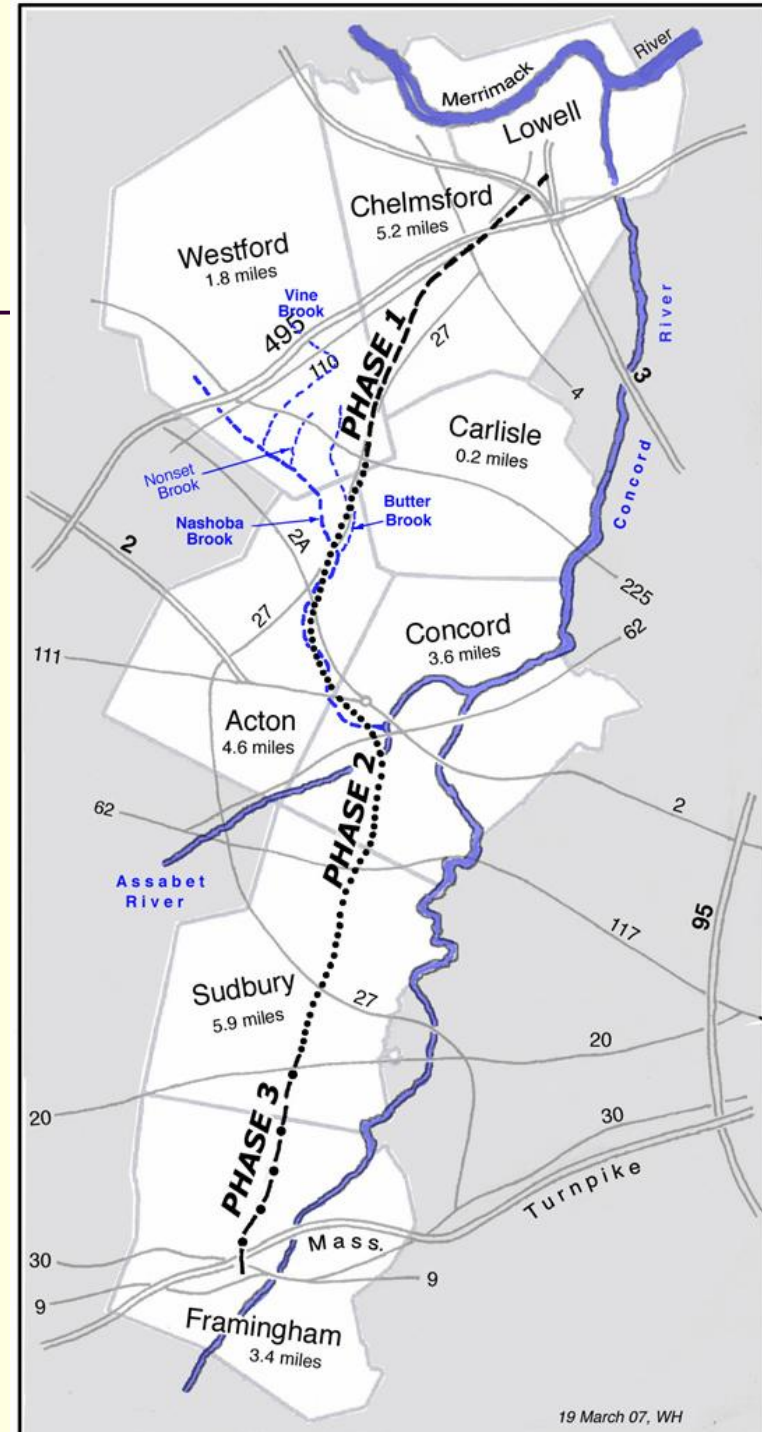 Merrimack
River
Lowell
Chelmsford
5.2 miles
Westford
1.8 miles
Vine
Brook
495
110
PHASE 1
27
4
3
River
Concord
Carlisle
0.2 miles
Nonset
Brook
Nashoba
Brook
Butter
Brook
2A
2
27
225
62
Concord
3.6 miles
111
Acton
4.6 miles
PHASE 2
62
2
Assabet
River
95
117
Sudbury
5.9 miles
27
20
20
30
PHASE 3
Turnpike
Mass.
30
9
9
Framingham
3.4 miles
19 March 07, WH